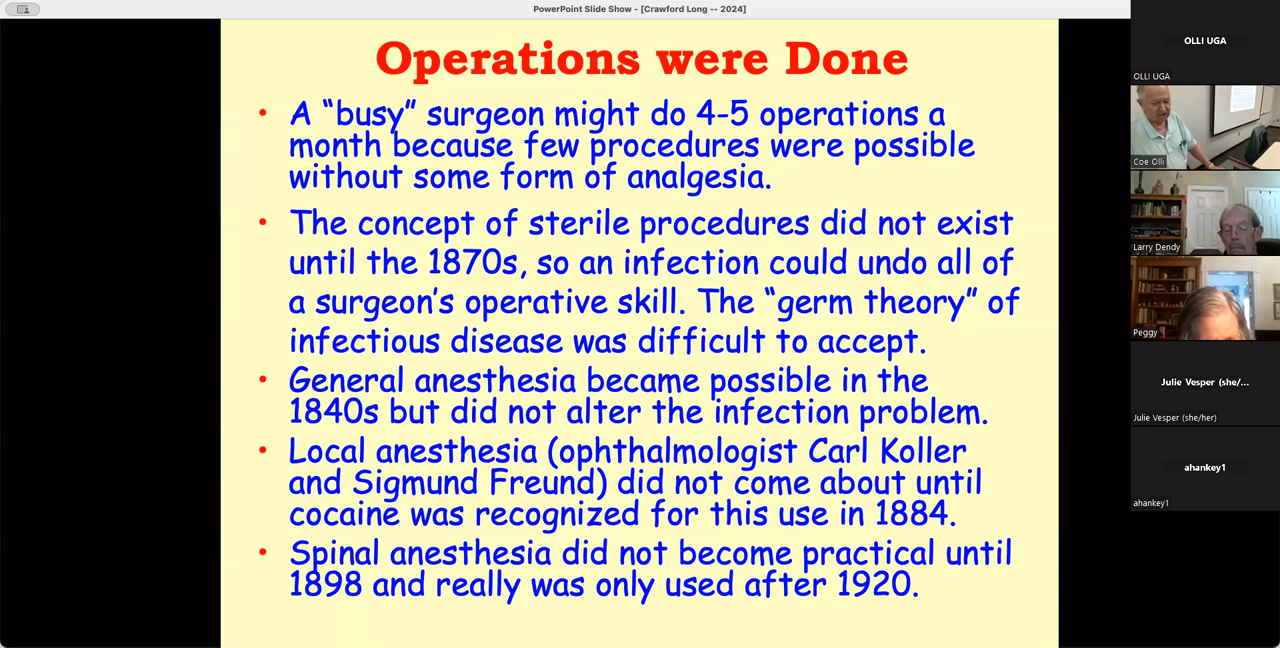 PowerPoint Slide Show - [Crawford Long -- 2024]
Operations were Done
• A “busy” surgeon might do 4-5 operations a
month because few procedures were possible
without some form of analgesia.
• The concept of sterile procedures did not exist
until the 1870s, so an infection could undo all of
a surgeon’s operative skill. The “germ theory” of
infectious disease was difficult to accept.
• General anesthesia became possible in the
1840s but did not alter the infection problem.
• Local anesthesia (ophthalmologist Carl Koller
and Sigmund Freund) did not come about until
cocaine was recognized for this use in 1884.
• Spinal anesthesia did not become practical until
1898 and really was only used after 1920.
OLLI UGA
OLLI UGA
Coe Olli
Larry Dendy
Peggy
Julie Vesper (she/...
Julie Vesper (she/her)
ahankey1
ahankey1